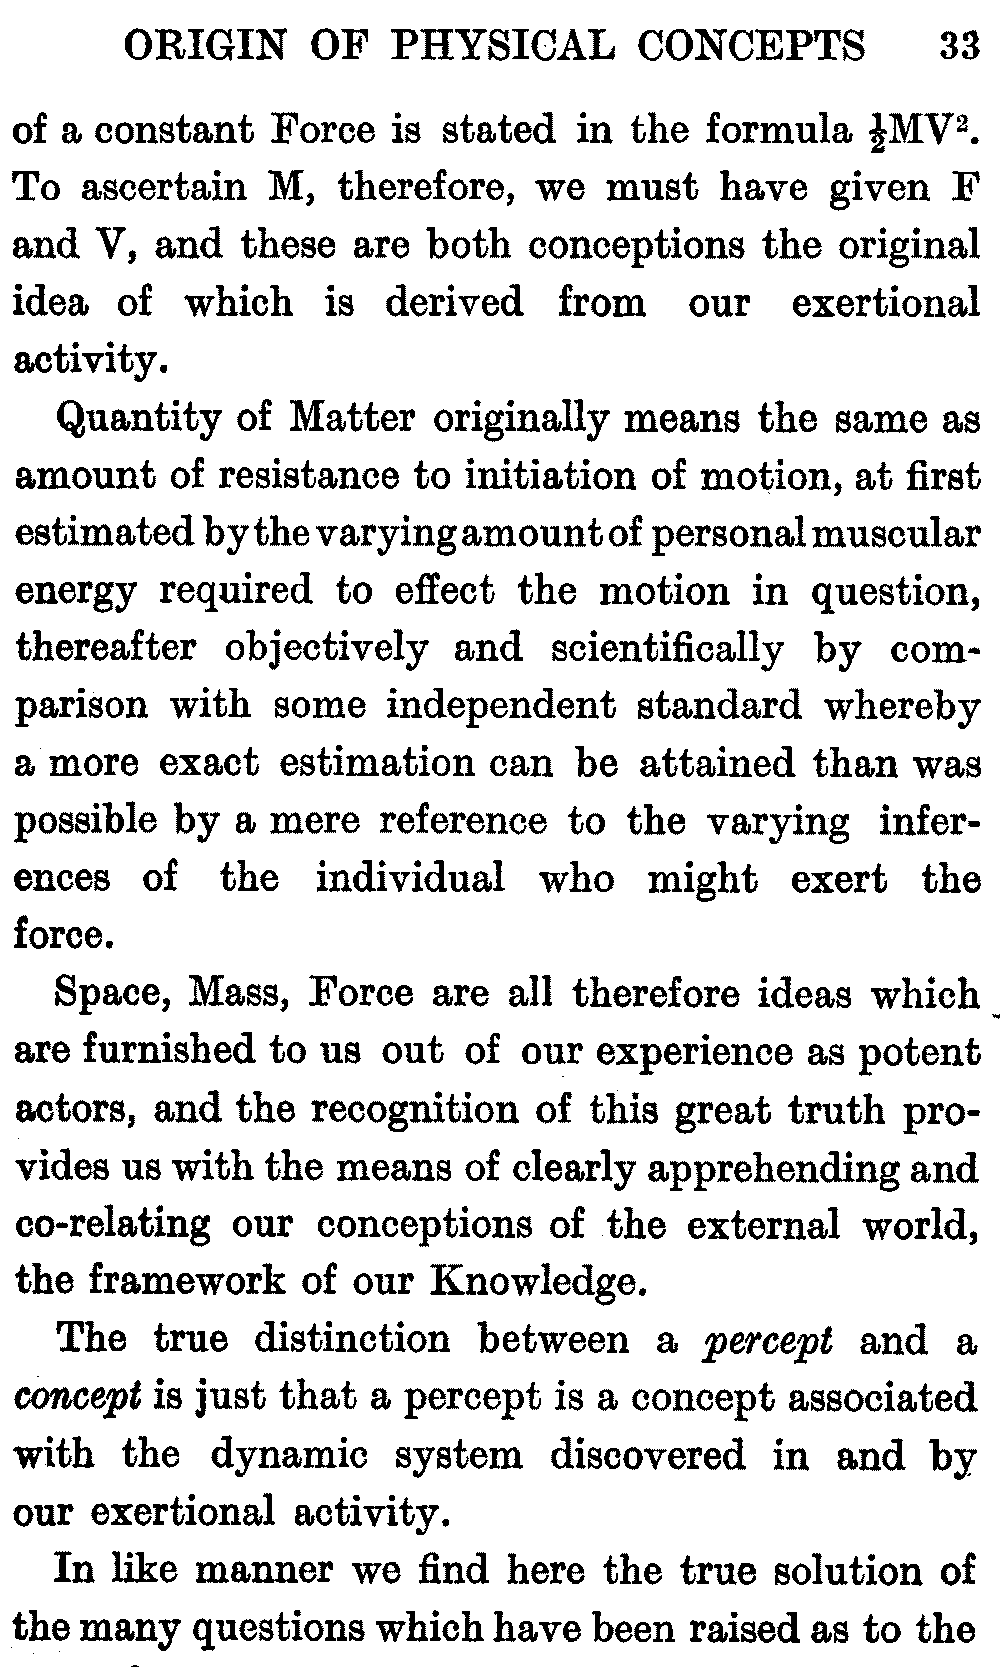 ORIGIN OF PHYSICAL CONCEPTS 33
of a constant Force is stated in the formula ½MV².
To ascertain M, therefore, we must have given F
and V, and these are both conceptions the original
idea of which is derived from our exertional
activity.
Quantity of Matter originally means the same as
amount of resistance to initiation of motion, at first
estimated by the varying amount of personal muscular
energy required to effect the motion in question,
thereafter objectively and scientifically by com-
parison with some independent standard whereby
a more exact estimation can be attained than was
possible by a mere reference to the varying infer-
ences of the individual who might exert the
force.
Space, Mass, Force are all therefore ideas which
are furnished to us out of our experience as potent
actors, and the recognition of this great truth pro-
vides us with the means of clearly apprehending and
co-relating our conceptions of the external world,
the framework of our Knowledge.
The true distinction between a percept and a
concept is just that a percept is a concept associated
with the dynamic system discovered in and by
our exertional activity.
In like manner we find here the true solution of
the many questions which have been raised as to the